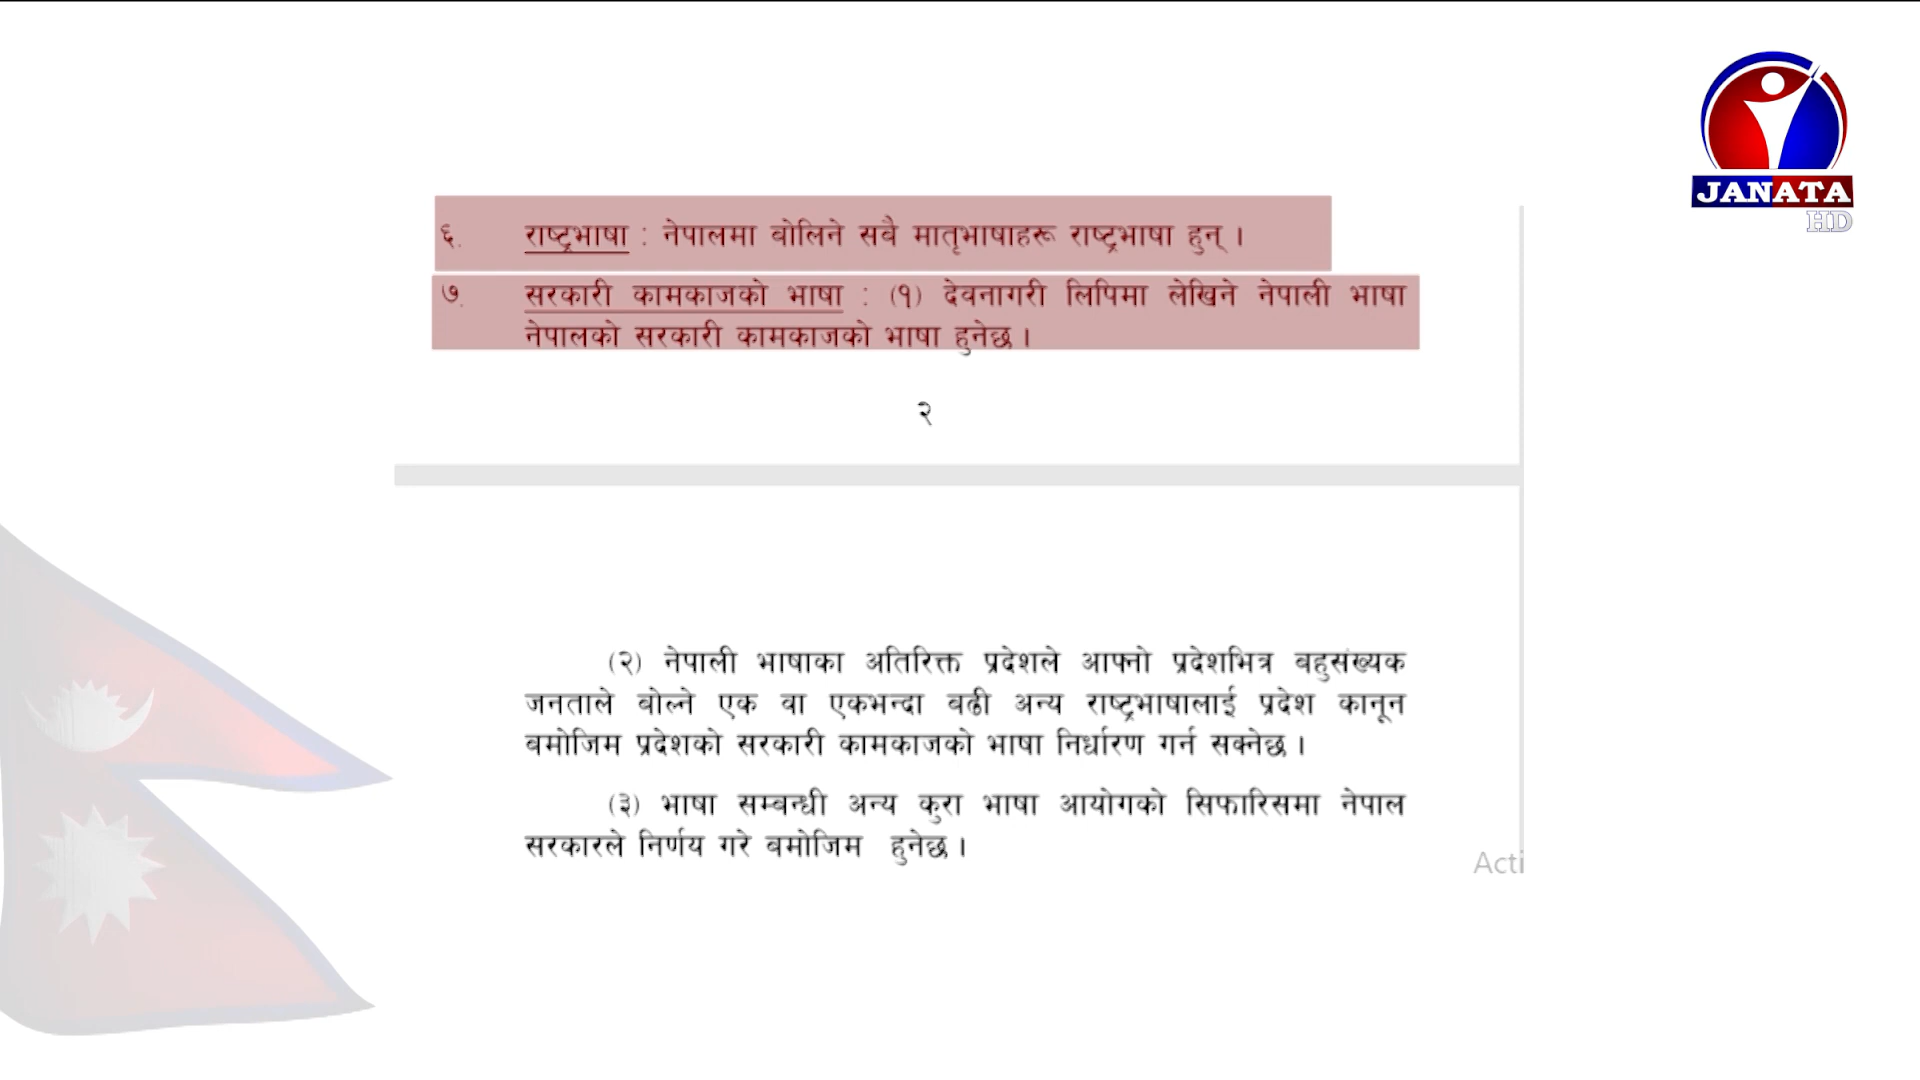 JANATA
HD
६. राष्ट्रभाषा : नेपालमा बोलिने सबै मातृभाषाहरू राष्ट्रभाषा हुन् ।
७. सरकारी कामकाजको भाषा : (१) देवनागरी लिपिमा लेखिने नेपाली भाषा
नेपालको सरकारी कामकाजको भाषा हुनेछ ।
२
(२) नेपाली भाषाका अतिरिक्त प्रदेशले आफ्नो प्रदेशभित्र बहुसंख्यक
जनताले बोल्ने एक वा एकभन्दा बढी अन्य राष्ट्रभाषालाई प्रदेश कानून
बमोजिम प्रदेशको सरकारी कामकाजको भाषा निर्धारण गर्न सक्नेछ ।
(३) भाषा सम्बन्धी अन्य कुरा भाषा आयोगको सिफारिसमा नेपाल
सरकारले निर्णय गरे बमोजिम हुनेछ ।
Acti